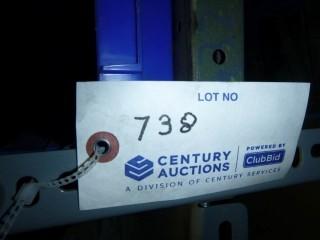 LOT NO
738
CENTURY AUCTIONS
POWERED BY
ClubBid
A DIVISION OF CENTURY SERVICES